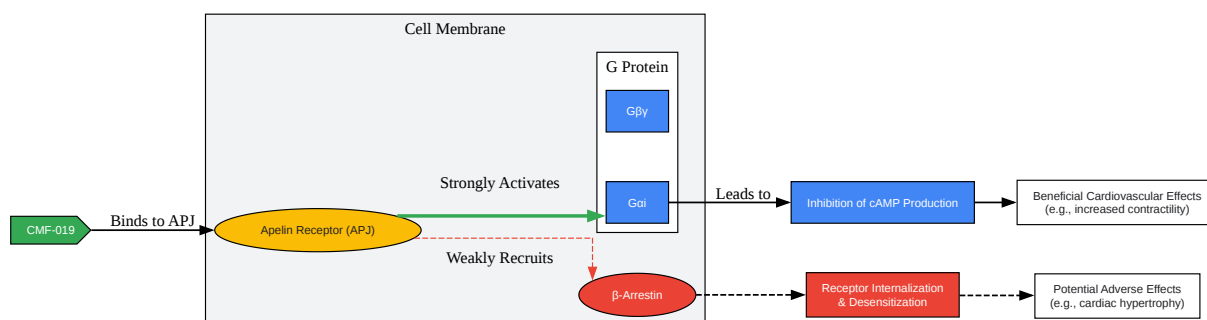 Cell Membrane
G Protein
Gβγ
Strongly Activates
Gαi
Leads to
Inhibition of cAMP Production
Beneficial Cardiovascular Effects
(e.g., increased contractility)
CMF-019
Binds to APJ
Apelin Receptor (APJ)
Weakly Recruits
β-Arrestin
Receptor Internalization
& Desensitization
Potential Adverse Effects
(e.g., cardiac hypertrophy)